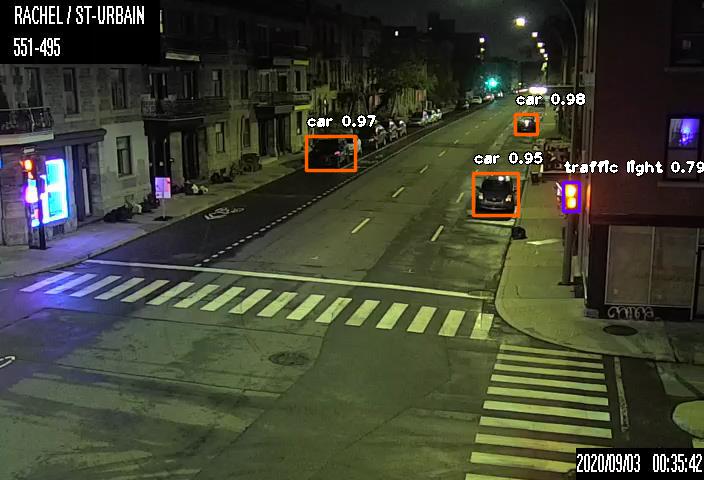 RACHEL / ST-URBAIN
551-495
car 0.98
car 0.97
car 0.95
traffic light 0.79
2020/09/03 00:35:42